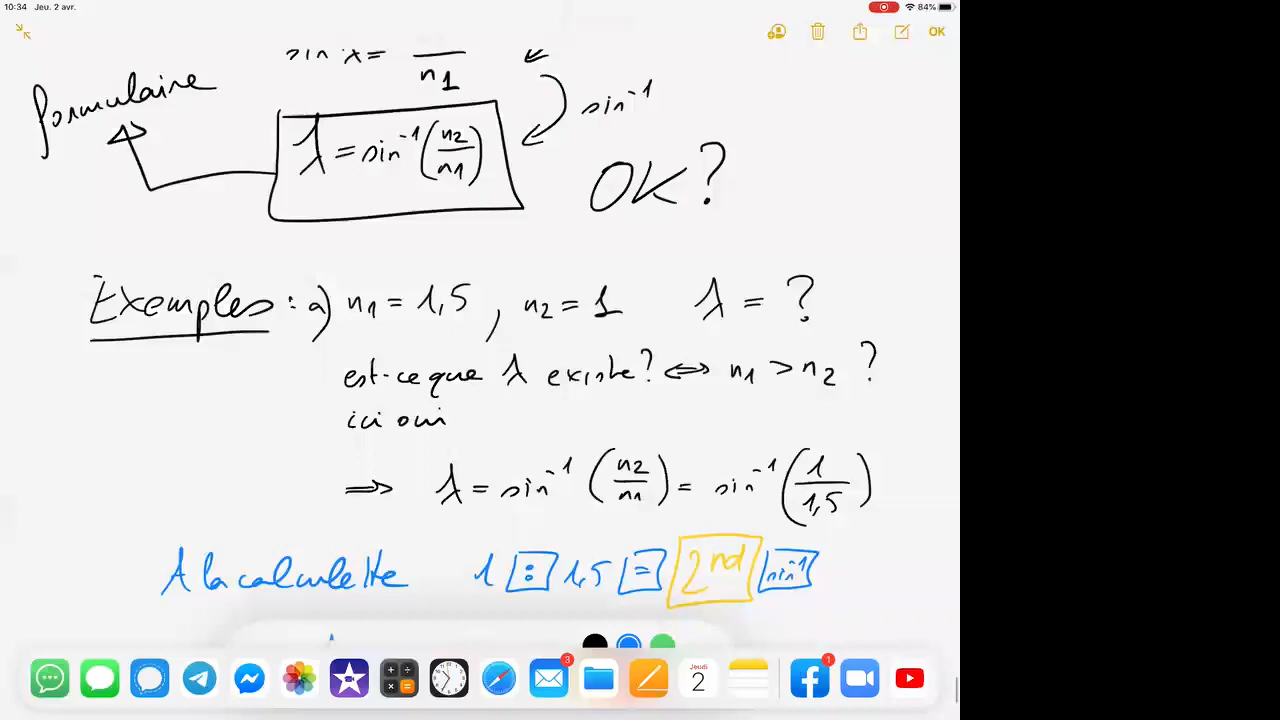 10:34 Jeu. 2 avr. 84%
OK
sin λ = n1
formulaire
sin⁻¹
λ = sin⁻¹(n2/n1)
OK?
Exemples : a) n1 = 1,5 , n2 = 1 λ = ?
est-ce que λ existe? ⟺ n1 > n2 ?
ici oui
⟹ λ = sin⁻¹(n2/n1) = sin⁻¹(1/1,5)
A la calculette 1 : 1,5 = 2nd sin⁻¹
3
Jeudi
2
1